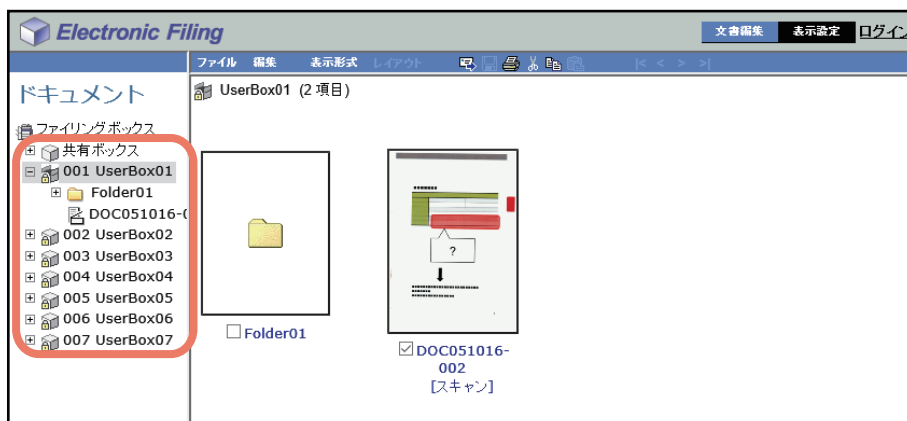 Electronic Filing
文書編集 表示設定 ログイン
ファイル 編集 表示形式 レイアウト |< < > >|
ドキュメント
UserBox01 (2 項目)
ファイリングボックス
共有ボックス
001 UserBox01
Folder01
DOC051016-0
002 UserBox02
003 UserBox03
004 UserBox04
005 UserBox05
006 UserBox06
007 UserBox07
?
Folder01
DOC051016-
002
[スキャン]